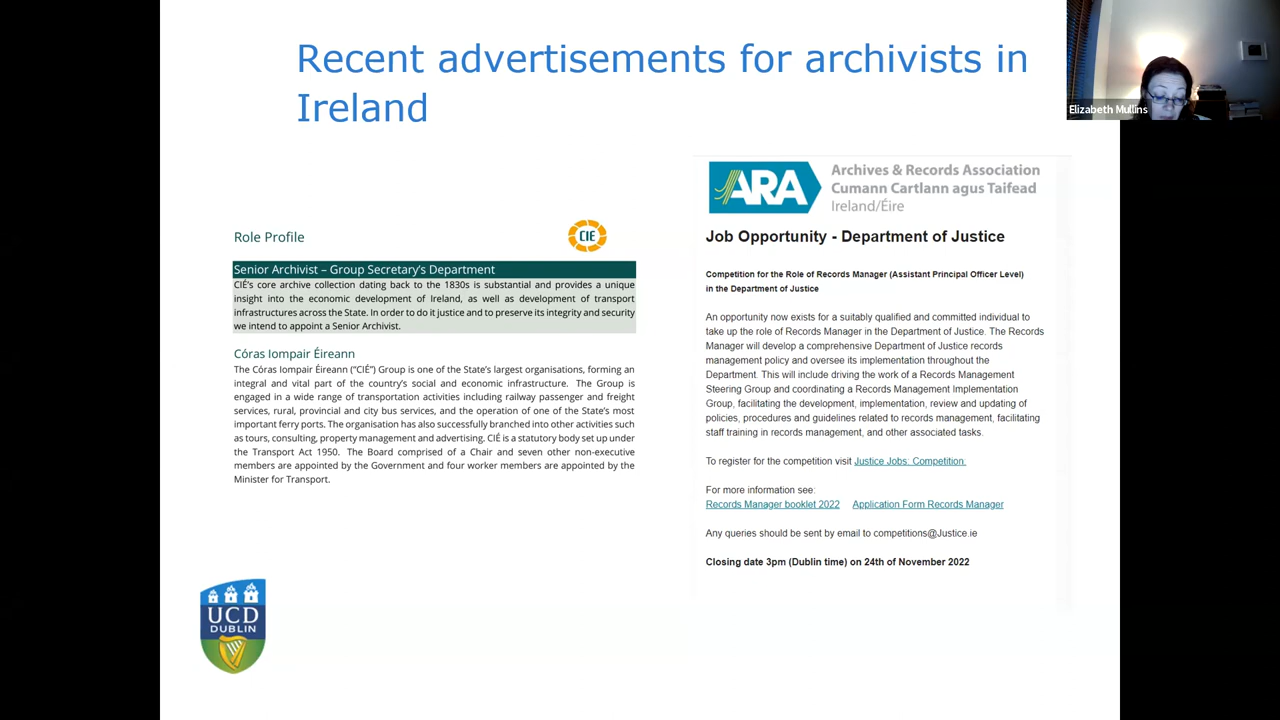 Recent advertisements for archivists in
Ireland
Elizabeth Mullins
Role Profile
CIE
Senior Archivist – Group Secretary's Department
CIÉ's core archive collection dating back to the 1830s is substantial and provides a unique
insight into the economic development of Ireland, as well as development of transport
infrastructures across the State. In order to do it justice and to preserve its integrity and security
we intend to appoint a Senior Archivist.
Córas Iompair Éireann
The Córas Iompair Éireann ("CIÉ") Group is one of the State's largest organisations, forming an
integral and vital part of the country's social and economic infrastructure. The Group is
engaged in a wide range of transportation activities including railway passenger and freight
services, rural, provincial and city bus services, and the operation of one of the State's most
important ferry ports. The organisation has also successfully branched into other activities such
as tours, consulting, property management and advertising. CIÉ is a statutory body set up under
the Transport Act 1950. The Board comprised of a Chair and seven other non-executive
members are appointed by the Government and four worker members are appointed by the
Minister for Transport.
ARA
Archives & Records Association
Cumann Cartlann agus Taifead
Ireland/Éire
Job Opportunity - Department of Justice
Competition for the Role of Records Manager (Assistant Principal Officer Level)
in the Department of Justice
An opportunity now exists for a suitably qualified and committed individual to
take up the role of Records Manager in the Department of Justice. The Records
Manager will develop a comprehensive Department of Justice records
management policy and oversee its implementation throughout the
Department. This will include driving the work of a Records Management
Steering Group and coordinating a Records Management Implementation
Group, facilitating the development, implementation, review and updating of
policies, procedures and guidelines related to records management, facilitating
staff training in records management, and other associated tasks.
To register for the competition visit Justice Jobs: Competition.
For more information see:
Records Manager booklet 2022 Application Form Records Manager
Any queries should be sent by email to competitions@Justice.ie
Closing date 3pm (Dublin time) on 24th of November 2022
UCD
DUBLIN